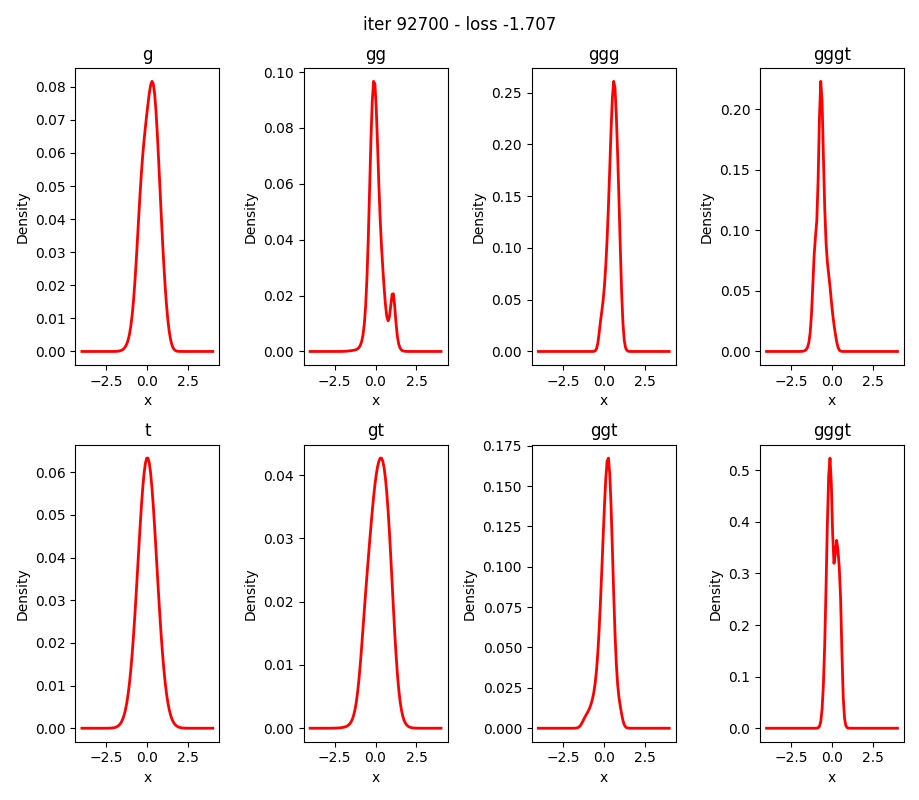 iter 92700 - loss -1.707
g
gg
ggg
gggt
0.08
0.07
0.06
0.05
0.04
0.03
0.02
0.01
0.00
Density
−2.5 0.0 2.5
x
0.10
0.08
0.06
0.04
0.02
0.00
Density
−2.5 0.0 2.5
x
0.25
0.20
0.15
0.10
0.05
0.00
Density
−2.5 0.0 2.5
x
0.20
0.15
0.10
0.05
0.00
Density
−2.5 0.0 2.5
x
t
gt
ggt
gggt
0.06
0.05
0.04
0.03
0.02
0.01
0.00
Density
−2.5 0.0 2.5
x
0.04
0.03
0.02
0.01
0.00
Density
−2.5 0.0 2.5
x
0.175
0.150
0.125
0.100
0.075
0.050
0.025
0.000
Density
−2.5 0.0 2.5
x
0.5
0.4
0.3
0.2
0.1
0.0
Density
−2.5 0.0 2.5
x